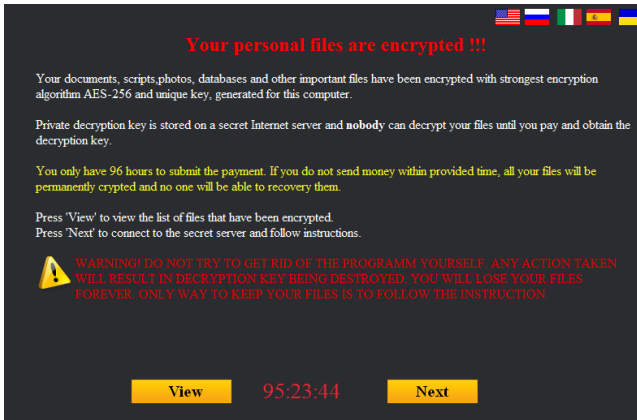 Your personal files are encrypted !!!
Your documents, scripts,photos, databases and other important files have been encrypted with strongest encryption
algorithm AES-256 and unique key, generated for this computer.
Private decryption key is stored on a secret Internet server and nobody can decrypt your files until you pay and obtain the
decryption key.
You only have 96 hours to submit the payment. If you do not send money within provided time, all your files will be
permanently crypted and no one will be able to recovery them.
Press 'View' to view the list of files that have been encrypted.
Press 'Next' to connect to the secret server and follow instructions.
WARNING! DO NOT TRY TO GET RID OF THE PROGRAMM YOURSELF. ANY ACTION TAKEN
WILL RESULT IN DECRYPTION KEY BEING DESTROYED. YOU WILL LOSE YOUR FILES
FOREVER. ONLY WAY TO KEEP YOUR FILES IS TO FOLLOW THE INSTRUCTION.
View 95:23:44 Next